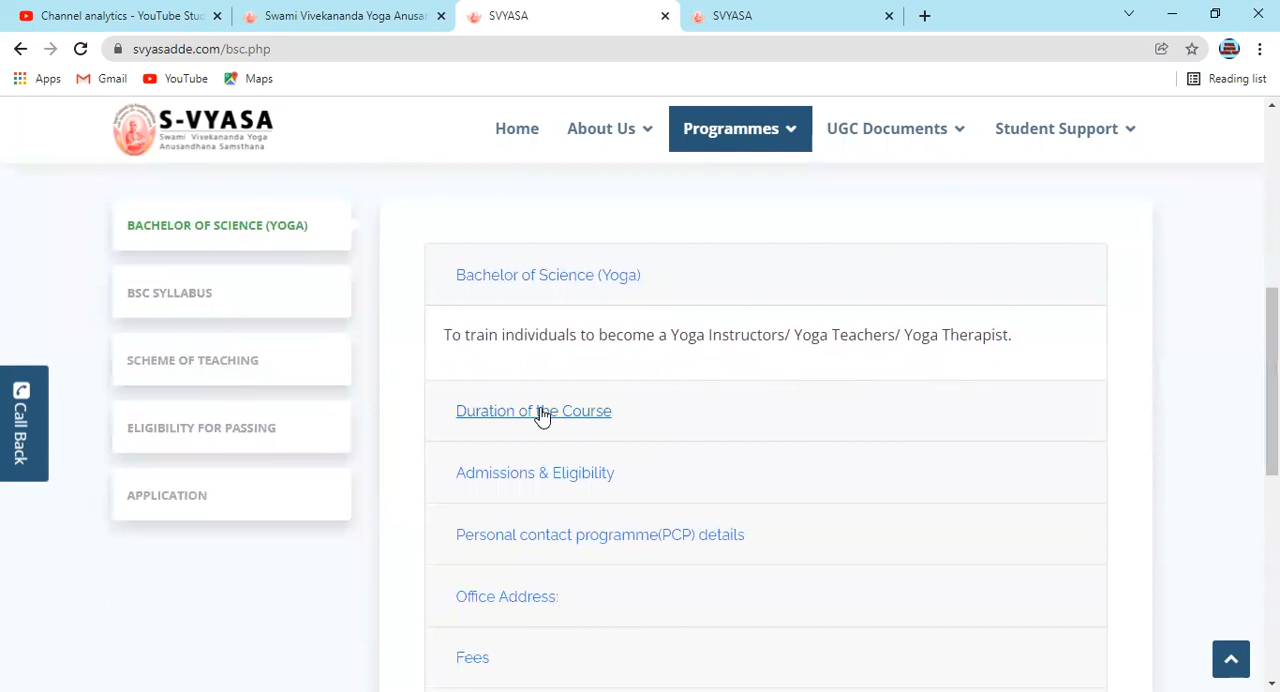 Channel analytics - YouTube Stu
Swami Vivekananda Yoga Anusan
SVYASA
SVYASA
svyasadde.com/bsc.php
Apps
Gmail
YouTube
Maps
Reading list
S-VYASA
Swami Vivekananda Yoga
Anusandhana Samsthana
Home
About Us
Programmes
UGC Documents
Student Support
BACHELOR OF SCIENCE (YOGA)
BSC SYLLABUS
SCHEME OF TEACHING
ELIGIBILITY FOR PASSING
APPLICATION
Call Back
Bachelor of Science (Yoga)
To train individuals to become a Yoga Instructors/ Yoga Teachers/ Yoga Therapist.
Duration of the Course
Admissions & Eligibility
Personal contact programme(PCP) details
Office Address:
Fees